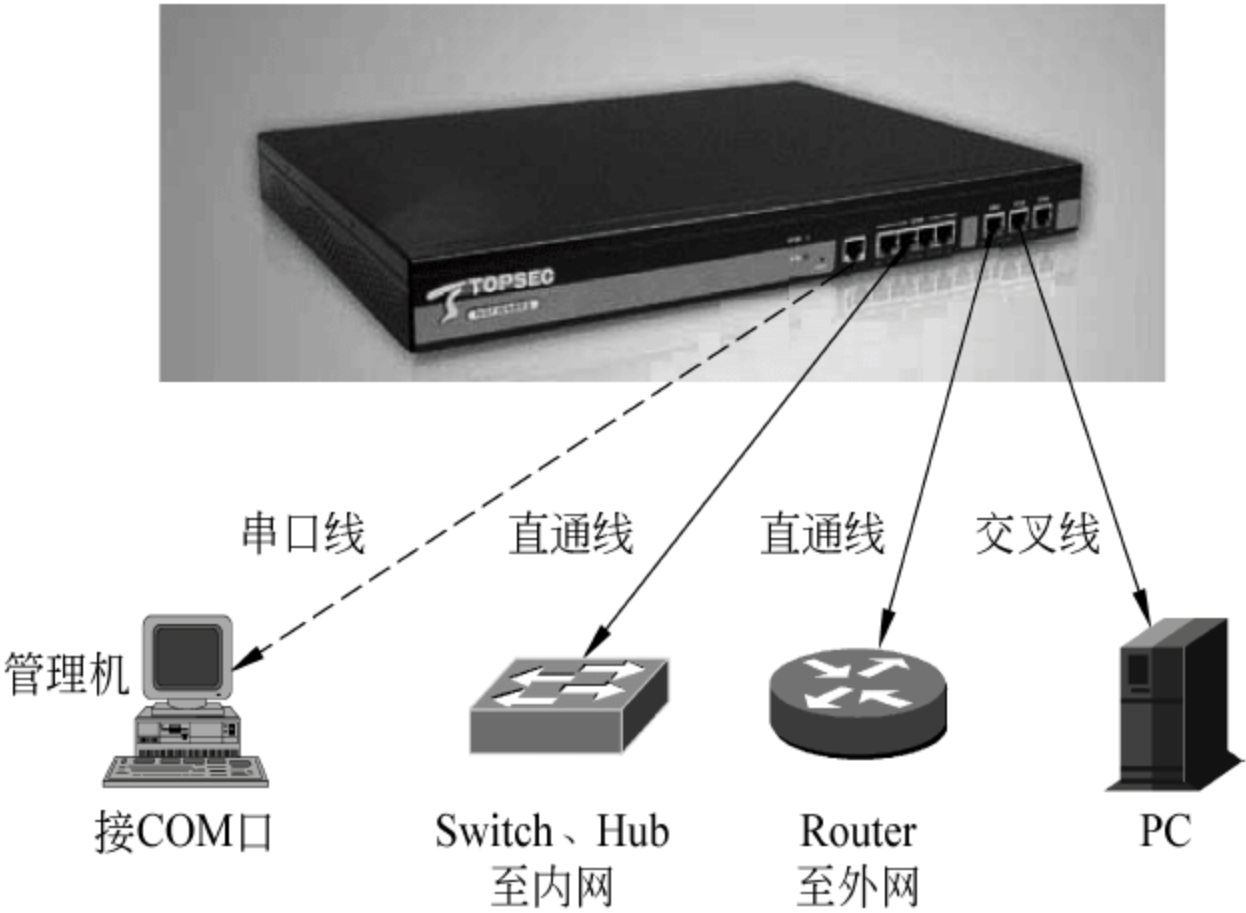 TOPSEC
串口线
直通线
直通线
交叉线
管理机
接COM口
Switch、Hub
至内网
Router
至外网
PC